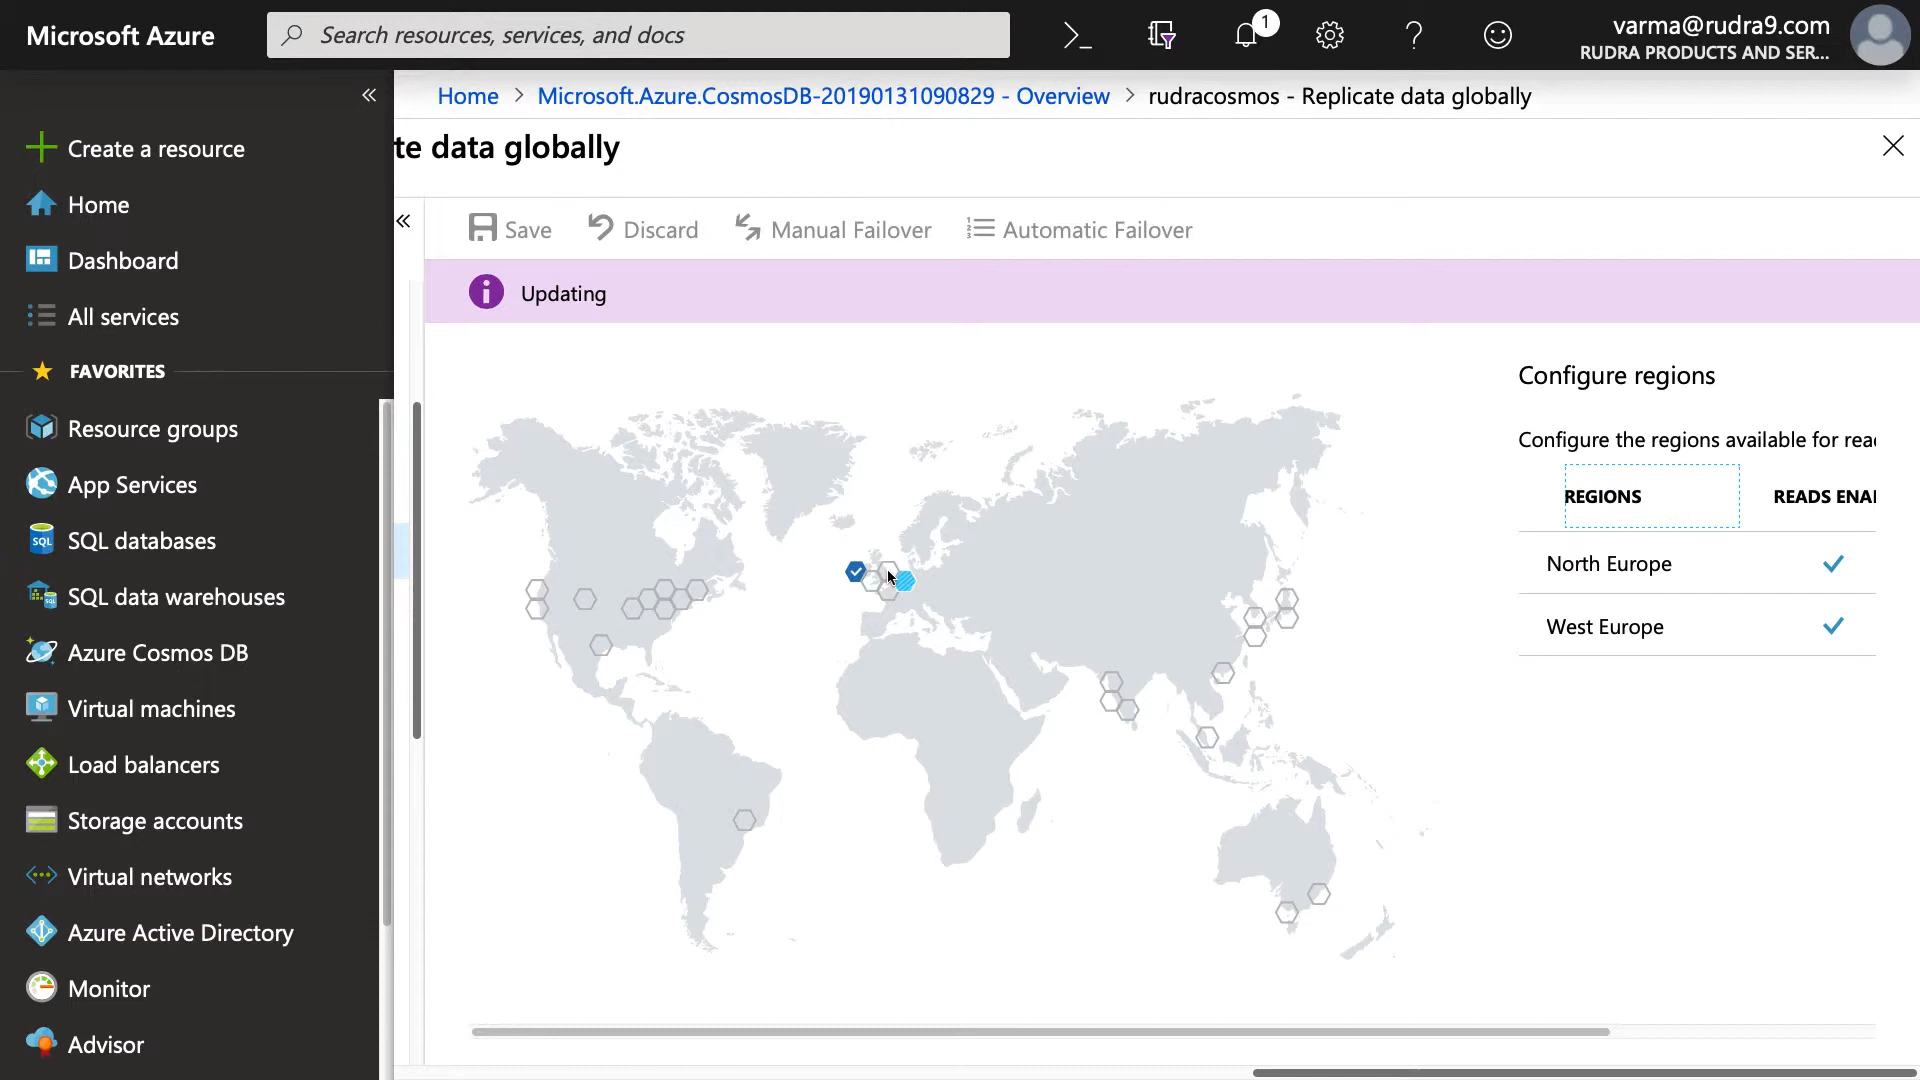 Microsoft Azure
Search resources, services, and docs
1
varma@rudra9.com
RUDRA PRODUCTS AND SER...
Home > Microsoft.Azure.CosmosDB-20190131090829 - Overview > rudracosmos - Replicate data globally
te data globally
Create a resource
Home
Dashboard
All services
FAVORITES
Resource groups
App Services
SQL databases
SQL data warehouses
Azure Cosmos DB
Virtual machines
Load balancers
Storage accounts
Virtual networks
Azure Active Directory
Monitor
Advisor
Save Discard Manual Failover Automatic Failover
Updating
Configure regions
Configure the regions available for rea
REGIONS READS ENA
North Europe
West Europe